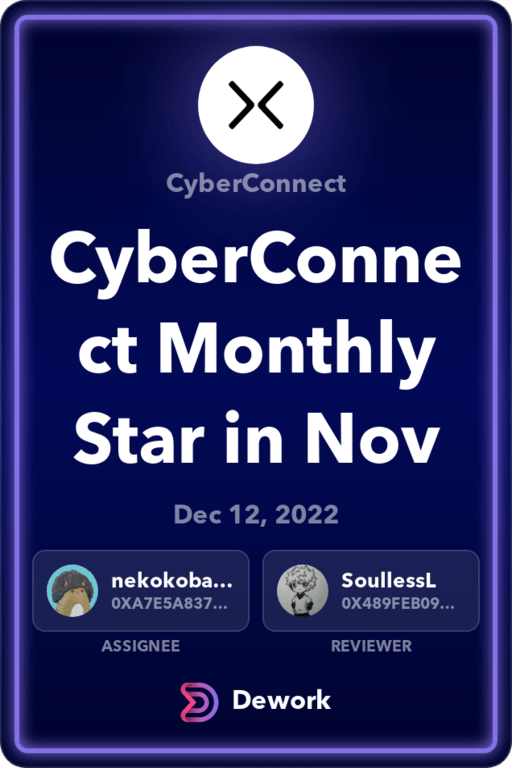 CyberConnect
CyberConne
ct Monthly
Star in Nov
Dec 12, 2022
nekokoba...
0XA7E5A837...
ASSIGNEE
SoullessL
0X489FEB09...
REVIEWER
Dework